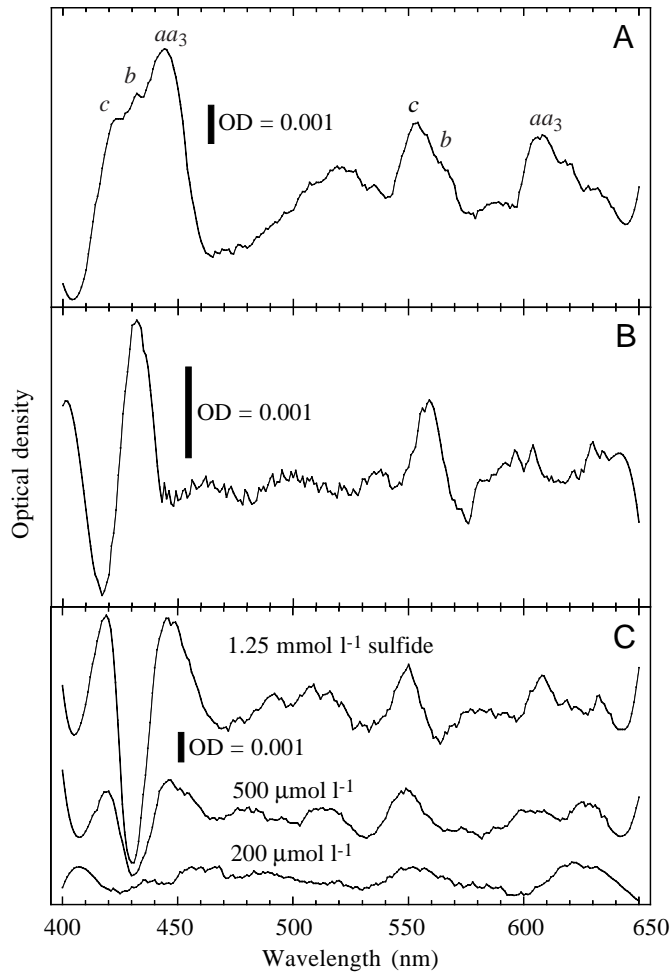 A
aa3
b
c
OD = 0.001
c
b
aa3
B
OD = 0.001
Optical density
C
1.25 mmol l-1 sulfide
OD = 0.001
500 μmol l-1
200 μmol l-1
400 450 500 550 600 650
Wavelength (nm)